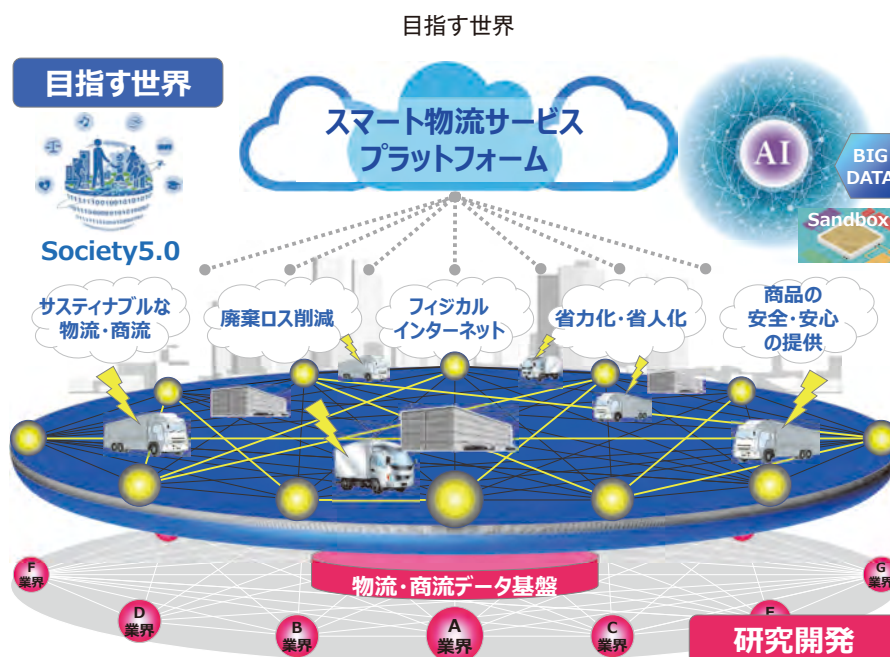 目指す世界
目指す世界
スマート物流サービス
プラットフォーム
AI
BIG
DATA
Sandbox
Society5.0
サスティナブルな
物流・商流
廃棄ロス削減
フィジカル
インターネット
省力化・省人化
商品の
安全・安心
の提供
物流・商流データ基盤
F
業界
G
業界
D
業界
B
業界
A
業界
C
業界
E
研究開発